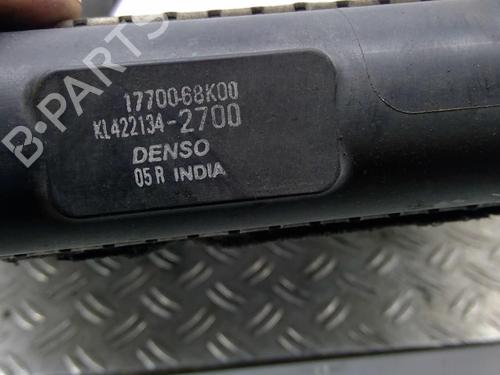 B-PARTS
17700-68K00
KL422134-2700
DENSO
05R INDIA